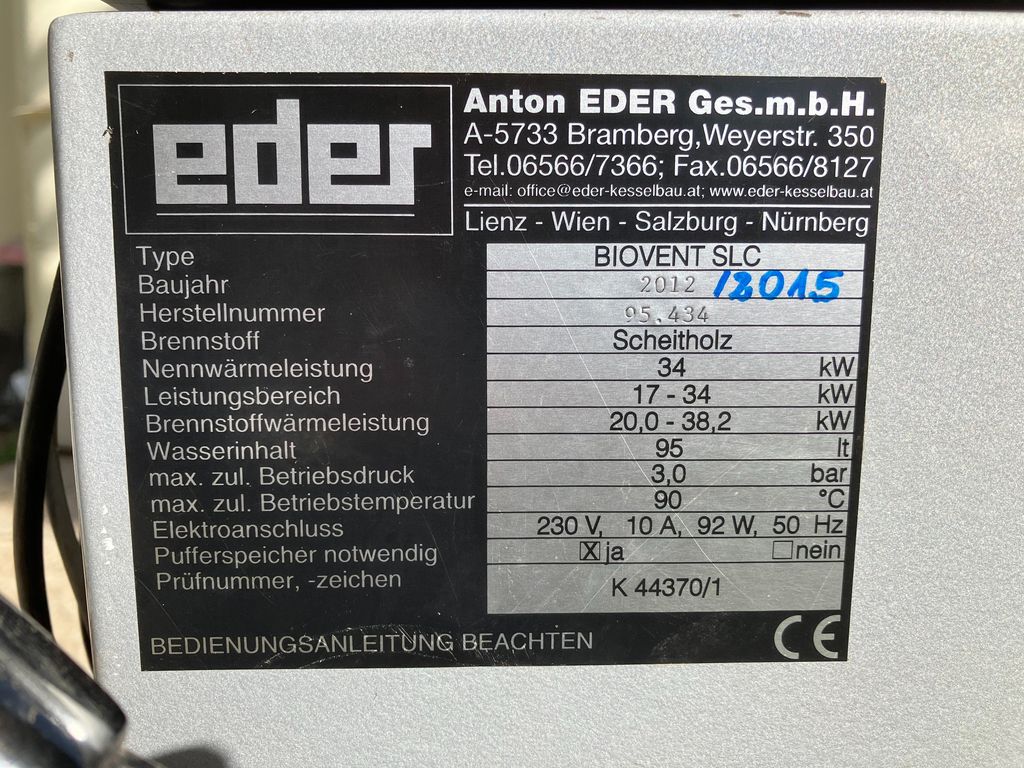 eder
Anton EDER Ges.m.b.H.
A-5733 Bramberg, Weyerstr. 350
Tel.06566/7366; Fax.06566/8127
e-mail: office@eder-kesselbau.at; www.eder-kesselbau.at
Lienz - Wien - Salzburg - Nürnberg
Type BIOVENT SLC
Baujahr 2012 12015
Herstellnummer 95.434
Brennstoff Scheitholz
Nennwärmeleistung 34 kW
Leistungsbereich 17 - 34 kW
Brennstoffwärmeleistung 20,0 - 38,2 kW
Wasserinhalt 95 lt
max. zul. Betriebsdruck 3,0 bar
max. zul. Betriebstemperatur 90 °C
Elektroanschluss 230 V, 10 A, 92 W, 50 Hz
Pufferspeicher notwendig X ja nein
Prüfnummer, -zeichen K 44370/1
BEDIENUNGSANLEITUNG BEACHTEN CE